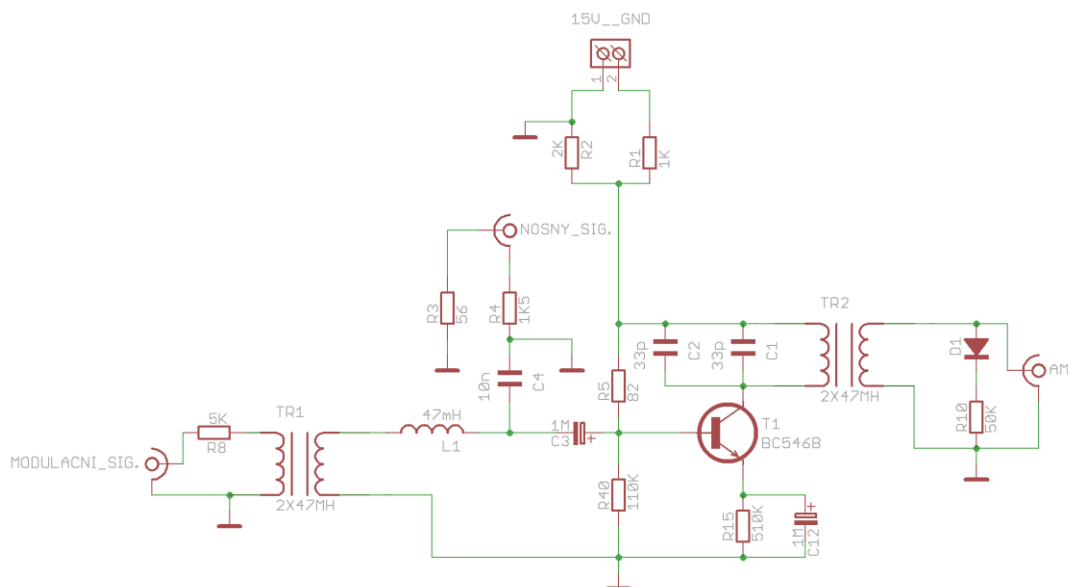 15V__GND
1
2
2K
R2
R1
1K
NOSNY_SIG.
R3
56
R4
1K5
TR2
33p
C2
33p
C1
D1
AM
10n
C4
R5
82
2X47MH
R10
50K
TR1
5K
R8
47mH
L1
1M
C3
+
T1
BC546B
MODULACNI_SIG.
2X47MH
R40
110K
R15
510K
+
1M
C12